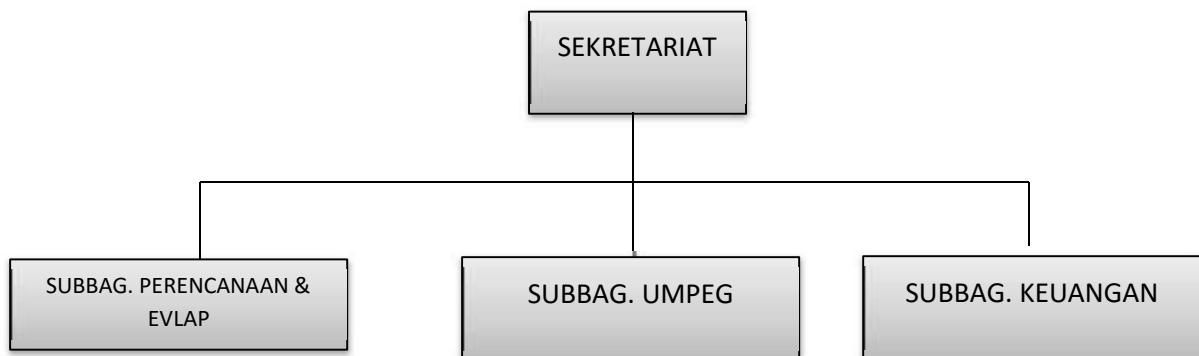 SEKRETARIAT
SUBBAG. PERENCANAAN &
EVLAP
SUBBAG. UMPEG
SUBBAG. KEUANGAN